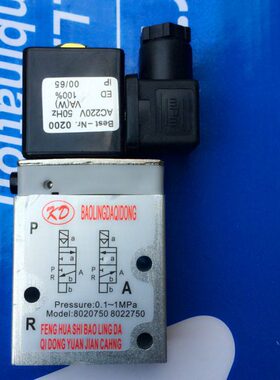 Best-Nr. 0200
VA(W)
AC220V 50Hz
ED 100%
IP 00/65
mbination
KD
BAOLINGDAQIDONG
P
a a
P P
R R
A
R
Pressure:0.1~1MPa
Model:8020750 8022750
FENG HUA SHI BAO LING DA
QI DONG YUAN JIAN CAHNG